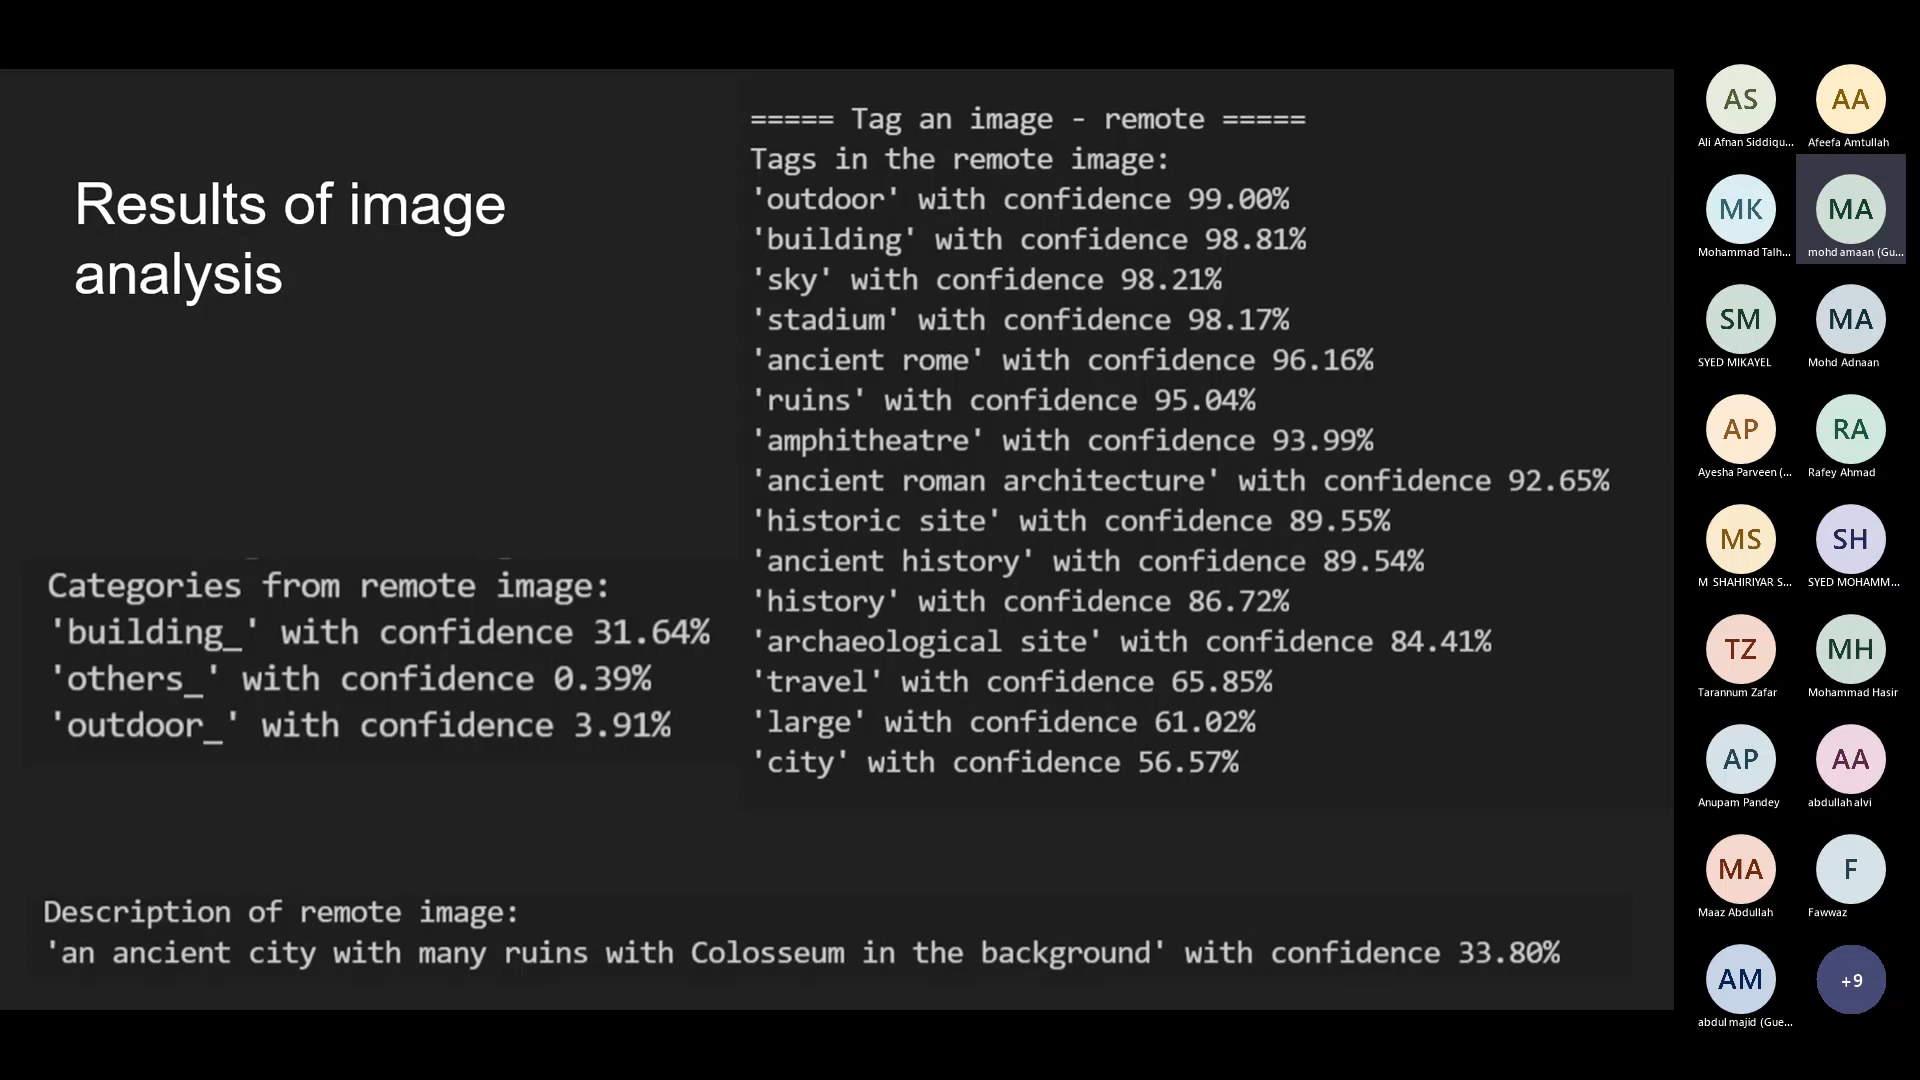 Results of image
analysis
===== Tag an image - remote =====
Tags in the remote image:
'outdoor' with confidence 99.00%
'building' with confidence 98.81%
'sky' with confidence 98.21%
'stadium' with confidence 98.17%
'ancient rome' with confidence 96.16%
'ruins' with confidence 95.04%
'amphitheatre' with confidence 93.99%
'ancient roman architecture' with confidence 92.65%
'historic site' with confidence 89.55%
'ancient history' with confidence 89.54%
'history' with confidence 86.72%
'archaeological site' with confidence 84.41%
'travel' with confidence 65.85%
'large' with confidence 61.02%
'city' with confidence 56.57%
Categories from remote image:
'building_' with confidence 31.64%
'others_' with confidence 0.39%
'outdoor_' with confidence 3.91%
Description of remote image:
'an ancient city with many ruins with Colosseum in the background' with confidence 33.80%
AS
Ali Afnan Siddiqu...
AA
Afeefa Amtullah
MK
Mohammad Talh...
MA
mohd amaan (Gu...
SM
SYED MIKAYEL
MA
Mohd Adnaan
AP
Ayesha Parveen (...
RA
Rafey Ahmad
MS
M SHAHIRIYAR S...
SH
SYED MOHAMM...
TZ
Tarannum Zafar
MH
Mohammad Hasir
AP
Anupam Pandey
AA
abdullah alvi
MA
Maaz Abdullah
F
Fawwaz
AM
abdul majid (Gue...
+9